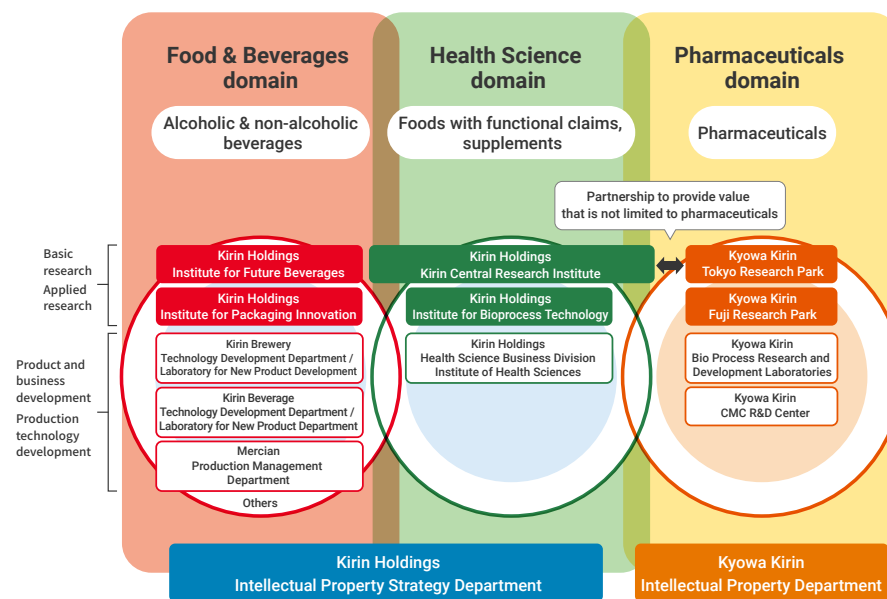 Food & Beverages
domain
Health Science
domain
Pharmaceuticals
domain
Alcoholic & non-alcoholic
beverages
Foods with functional claims,
supplements
Pharmaceuticals
Partnership to provide value
that is not limited to pharmaceuticals
Basic
research
Applied
research
Product and
business
development
Production
technology
development
Kirin Holdings
Institute for Future Beverages
Kirin Holdings
Institute for Packaging Innovation
Kirin Brewery
Technology Development Department /
Laboratory for New Product Development
Kirin Beverage
Technology Development Department /
Laboratory for New Product Department
Mercian
Production Management
Department
Others
Kirin Holdings
Kirin Central Research Institute
Kirin Holdings
Institute for Bioprocess Technology
Kirin Holdings
Health Science Business Division
Institute of Health Sciences
Kyowa Kirin
Tokyo Research Park
Kyowa Kirin
Fuji Research Park
Kyowa Kirin
Bio Process Research and
Development Laboratories
Kyowa Kirin
CMC R&D Center
Kirin Holdings
Intellectual Property Strategy Department
Kyowa Kirin
Intellectual Property Department